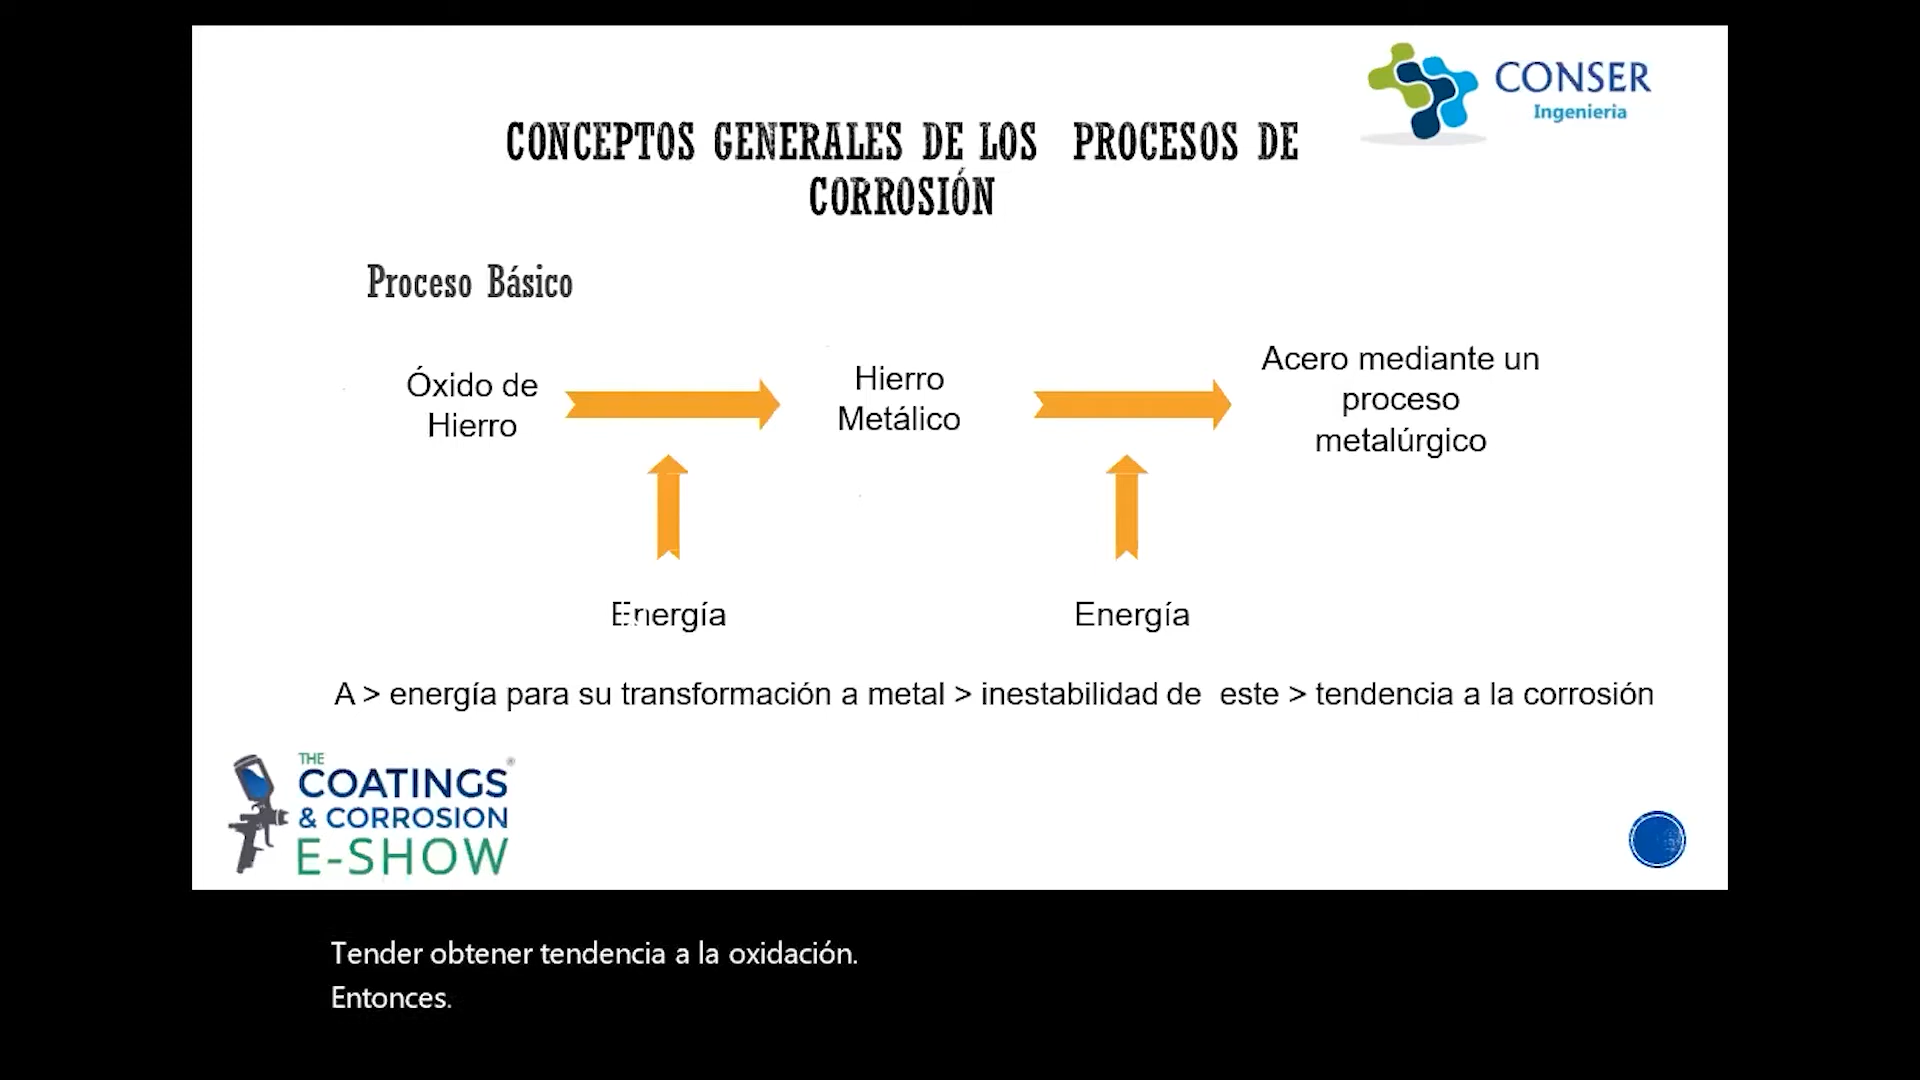 CONSER
Ingenieria
CONCEPTOS GENERALES DE LOS PROCESOS DE
CORROSIÓN
Proceso Básico
Óxido de
Hierro
Hierro
Metálico
Acero mediante un
proceso
metalúrgico
Energía
Energía
A > energía para su transformación a metal > inestabilidad de este > tendencia a la corrosión
THE
COATINGS®
& CORROSION
E-SHOW
Tender obtener tendencia a la oxidación.
Entonces.